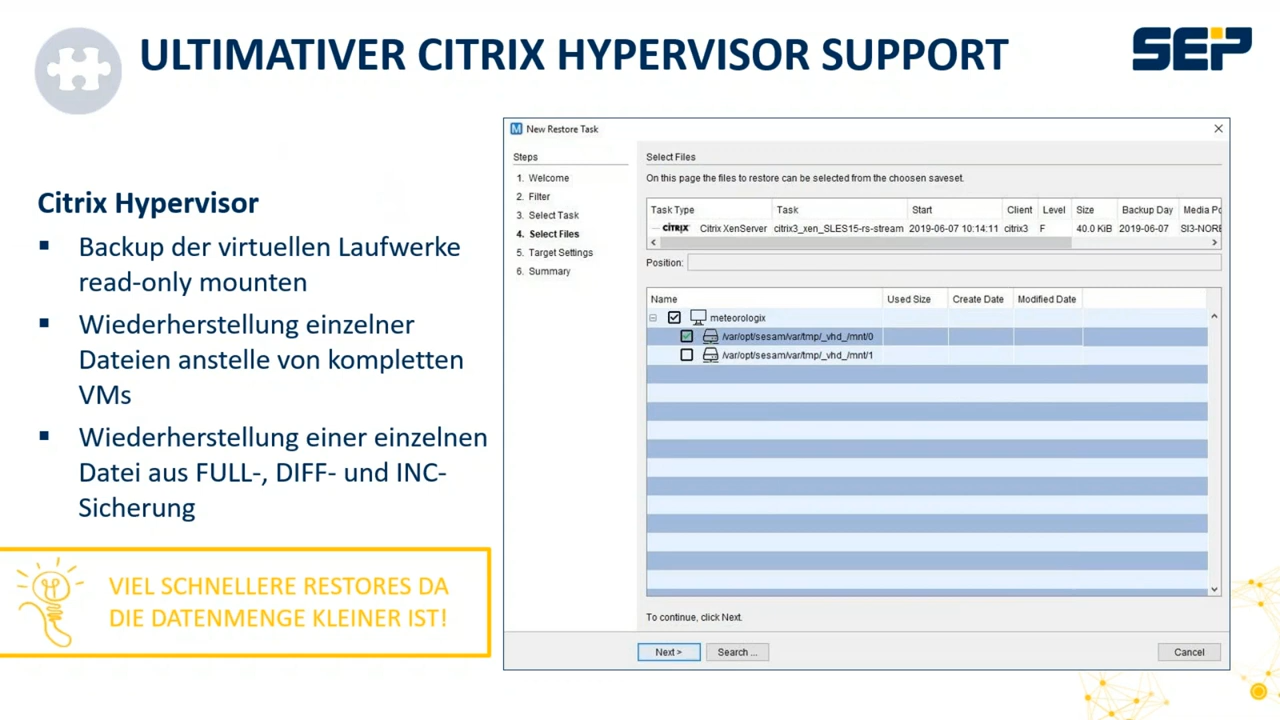 ULTIMATIVER CITRIX HYPERVISOR SUPPORT
SEP
Citrix Hypervisor
▪ Backup der virtuellen Laufwerke
read-only mounten
▪ Wiederherstellung einzelner
Dateien anstelle von kompletten
VMs
▪ Wiederherstellung einer einzelnen
Datei aus FULL-, DIFF- und INC-
Sicherung
VIEL SCHNELLERE RESTORES DA
DIE DATENMENGE KLEINER IST!
M New Restore Task
Steps
1. Welcome
2. Filter
3. Select Task
4. Select Files
5. Target Settings
6. Summary
Select Files
On this page the files to restore can be selected from the choosen saveset.
Task Type Task Start Client Level Size Backup Day Media Po
CITRIX Citrix XenServer citrix3_xen_SLES15-rs-stream 2019-06-07 10:14:11 citrix3 F 40.0 KiB 2019-06-07 SI3-NORE
Position:
Name Used Size Create Date Modified Date
meteorologix
/var/opt/sesam/var/tmp/_vhd_/mnt/0
/var/opt/sesam/var/tmp/_vhd_/mnt/1
To continue, click Next.
Next > Search ... Cancel